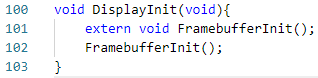 100 void DisplayInit(void){
101     extern void FramebufferInit();
102     FramebufferInit();
103 }